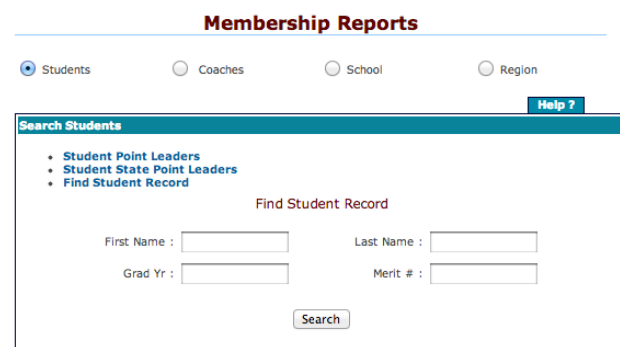 Membership Reports
Students Coaches School Region
Help ?
Search Students
Student Point Leaders
Student State Point Leaders
Find Student Record
Find Student Record
First Name : Last Name :
Grad Yr : Merit # :
Search